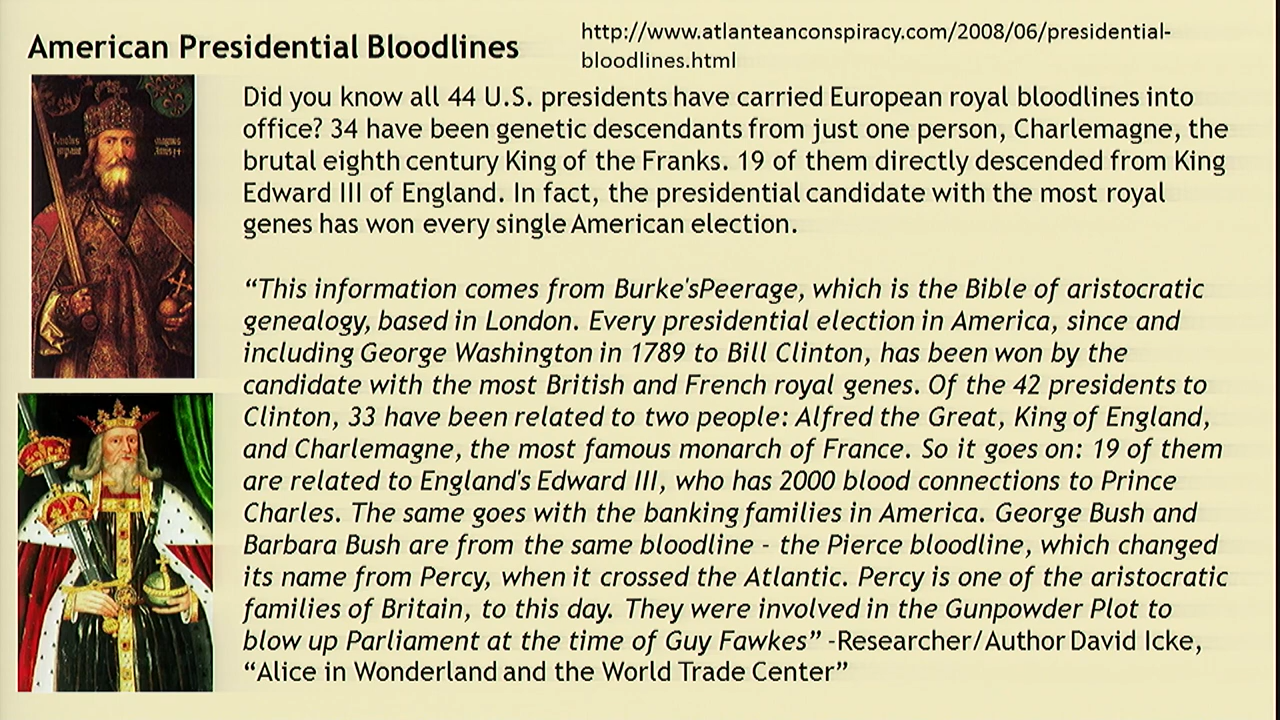 American Presidential Bloodlines
http://www.atlanteanconspiracy.com/2008/06/presidential-
bloodlines.html
Did you know all 44 U.S. presidents have carried European royal bloodlines into
office? 34 have been genetic descendants from just one person, Charlemagne, the
brutal eighth century King of the Franks. 19 of them directly descended from King
Edward III of England. In fact, the presidential candidate with the most royal
genes has won every single American election.
“This information comes from Burke'sPeerage, which is the Bible of aristocratic
genealogy, based in London. Every presidential election in America, since and
including George Washington in 1789 to Bill Clinton, has been won by the
candidate with the most British and French royal genes. Of the 42 presidents to
Clinton, 33 have been related to two people: Alfred the Great, King of England,
and Charlemagne, the most famous monarch of France. So it goes on: 19 of them
are related to England's Edward III, who has 2000 blood connections to Prince
Charles. The same goes with the banking families in America. George Bush and
Barbara Bush are from the same bloodline - the Pierce bloodline, which changed
its name from Percy, when it crossed the Atlantic. Percy is one of the aristocratic
families of Britain, to this day. They were involved in the Gunpowder Plot to
blow up Parliament at the time of Guy Fawkes” -Researcher/Author David Icke,
“Alice in Wonderland and the World Trade Center”